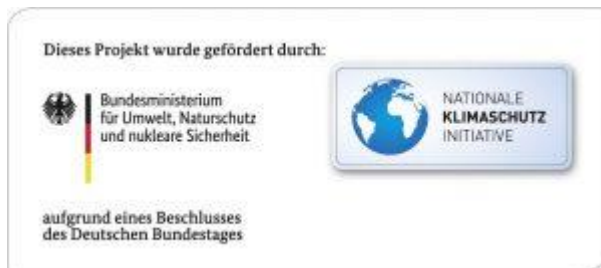 Dieses Projekt wurde gefördert durch:
Bundesministerium
für Umwelt, Naturschutz
und nukleare Sicherheit
NATIONALE
KLIMASCHUTZ
INITIATIVE
aufgrund eines Beschlusses
des Deutschen Bundestages